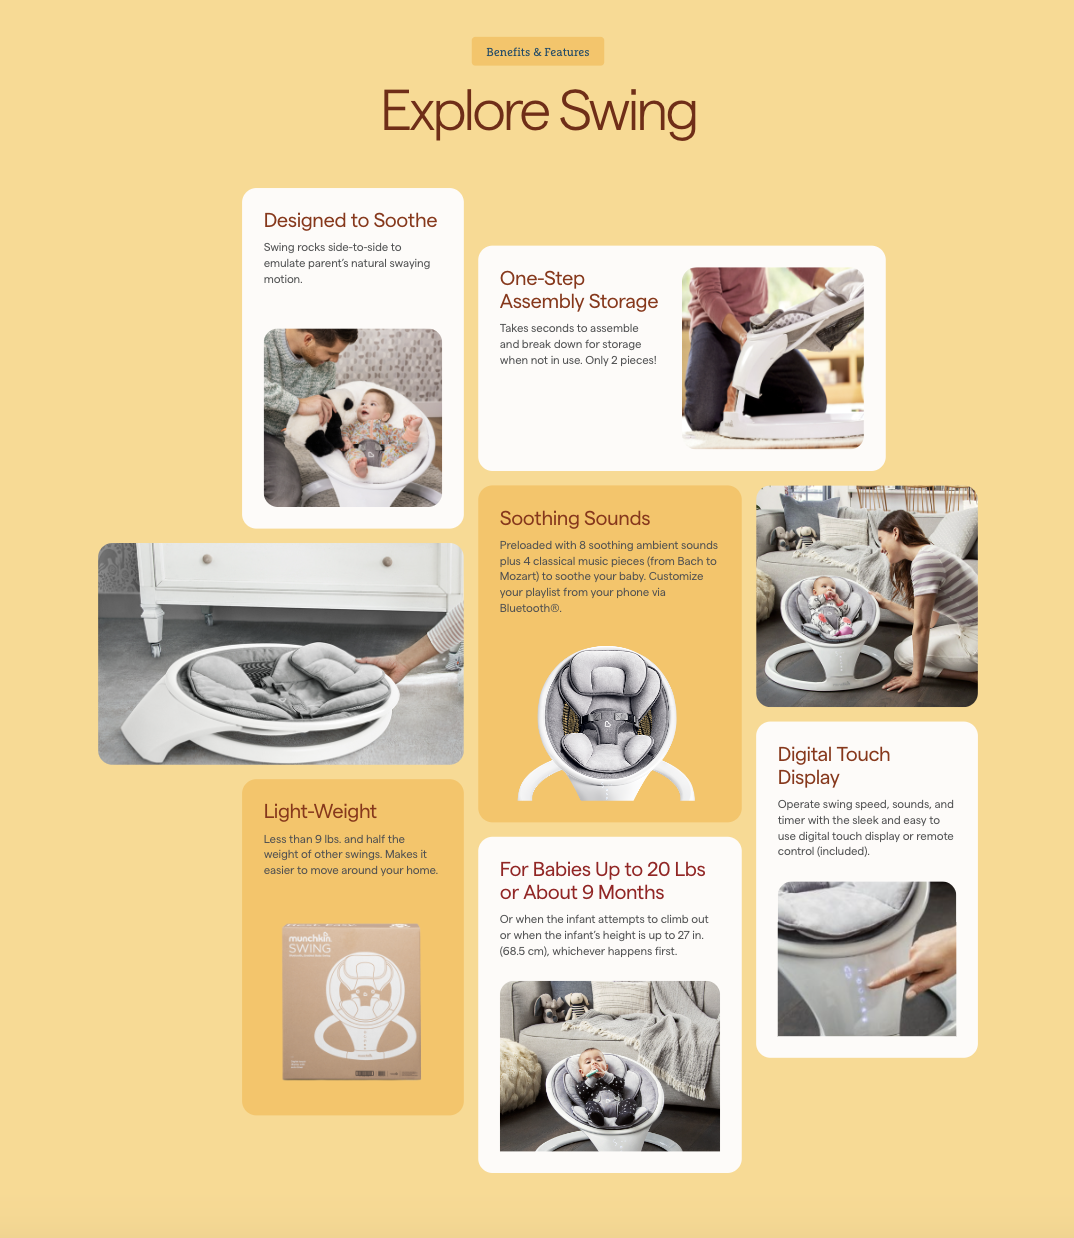 Benefits & Features
Explore Swing
Designed to Soothe
Swing rocks side-to-side to
emulate parent's natural swaying
motion.
One-Step
Assembly Storage
Takes seconds to assemble
and break down for storage
when not in use. Only 2 pieces!
Soothing Sounds
Preloaded with 8 soothing ambient sounds
plus 4 classical music pieces (from Bach to
Mozart) to soothe your baby. Customize
your playlist from your phone via
Bluetooth®.
Digital Touch
Display
Operate swing speed, sounds, and
timer with the sleek and easy to
use digital touch display or remote
control (included).
Light-Weight
Less than 9 lbs. and half the
weight of other swings. Makes it
easier to move around your home.
munchkin
SWING
For Babies Up to 20 Lbs
or About 9 Months
Or when the infant attempts to climb out
or when the infant's height is up to 27 in.
(68.5 cm), whichever happens first.